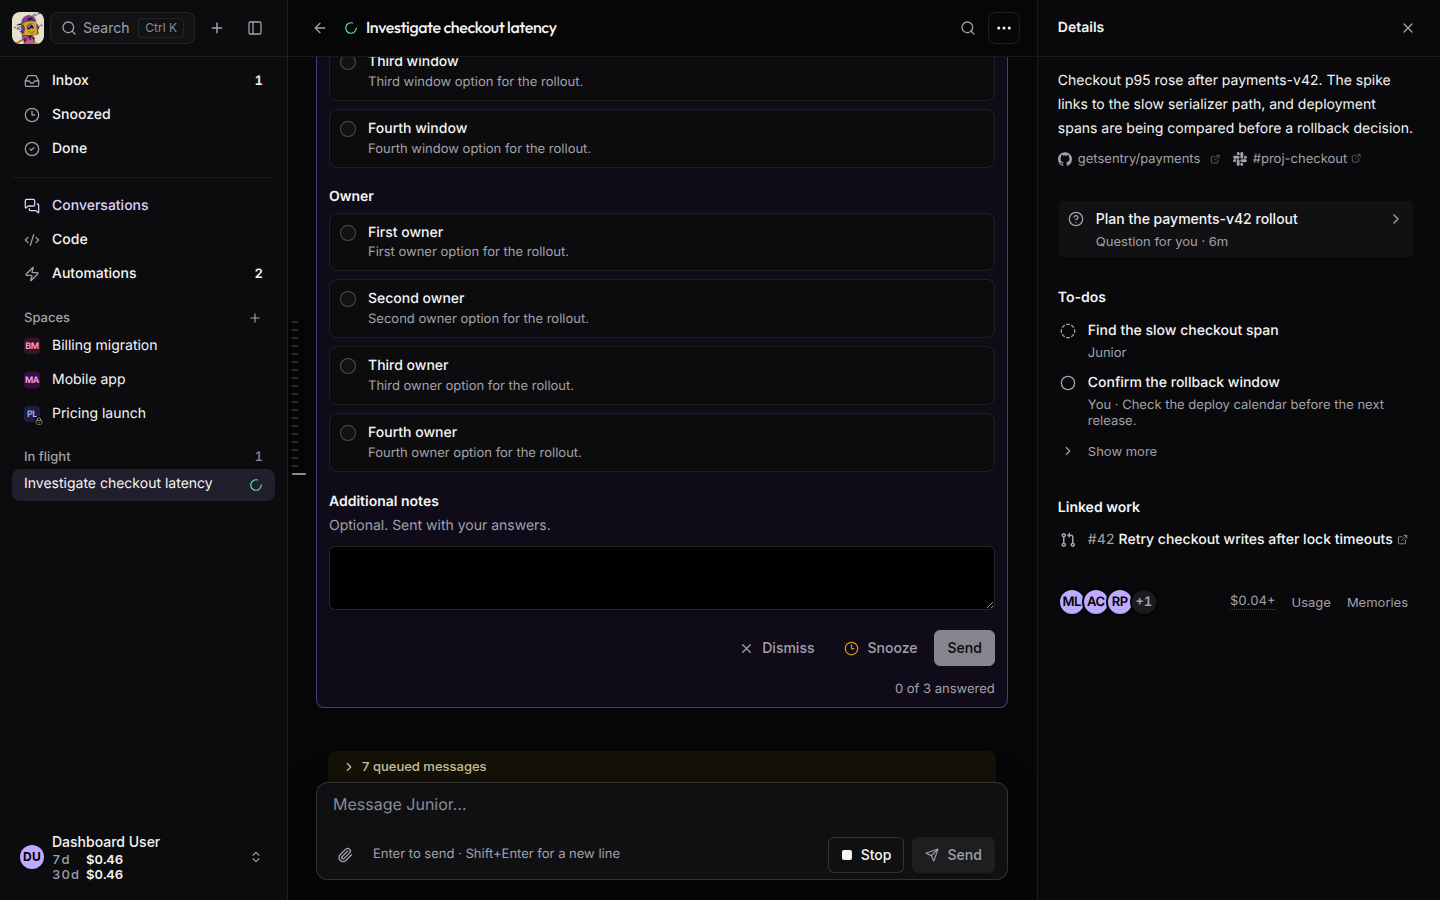 Search Ctrl K
Inbox 1
Snoozed
Done
Conversations
Code
Automations 2
Spaces
BM Billing migration
MA Mobile app
PL Pricing launch
In flight 1
Investigate checkout latency
DU Dashboard User
7d $0.46
30d $0.46
Investigate checkout latency
Third window
Third window option for the rollout.
Fourth window
Fourth window option for the rollout.
Owner
First owner
First owner option for the rollout.
Second owner
Second owner option for the rollout.
Third owner
Third owner option for the rollout.
Fourth owner
Fourth owner option for the rollout.
Additional notes
Optional. Sent with your answers.
Dismiss Snooze Send
0 of 3 answered
7 queued messages
Message Junior...
Enter to send · Shift+Enter for a new line Stop Send
Details
Checkout p95 rose after payments-v42. The spike
links to the slow serializer path, and deployment
spans are being compared before a rollback decision.
getsentry/payments #proj-checkout
Plan the payments-v42 rollout
Question for you · 6m
To-dos
Find the slow checkout span
Junior
Confirm the rollback window
You · Check the deploy calendar before the next
release.
Show more
Linked work
#42 Retry checkout writes after lock timeouts
ML AC RP +1 $0.04+ Usage Memories